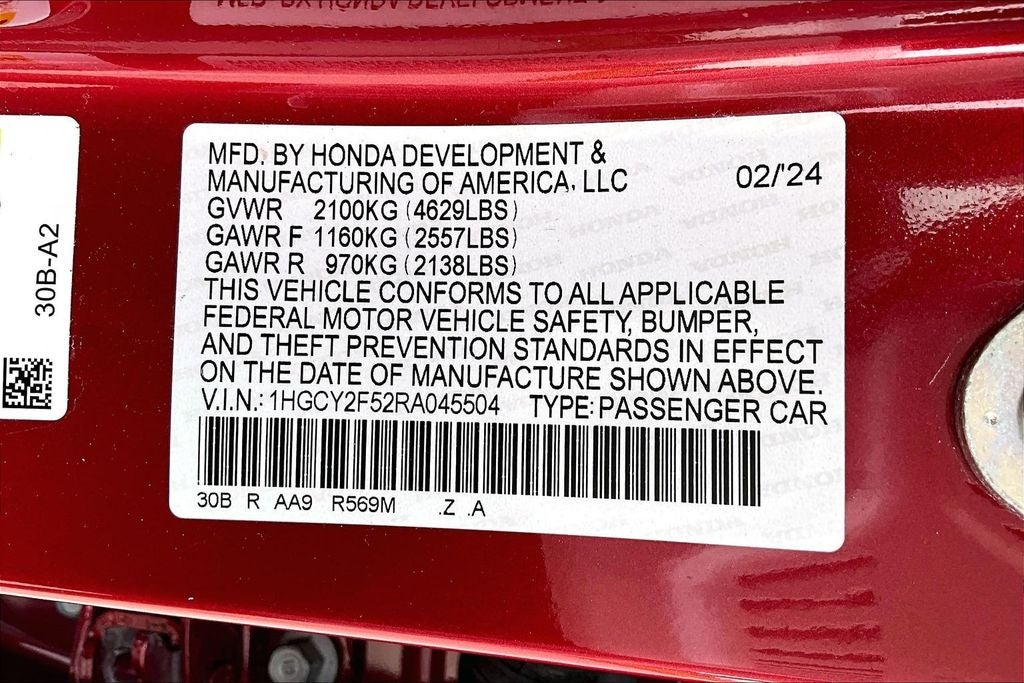 30B-A2
MFD. BY HONDA DEVELOPMENT &
MANUFACTURING OF AMERICA, LLC 02/'24
GVWR 2100KG (4629LBS)
GAWR F 1160KG (2557LBS)
GAWR R 970KG (2138LBS)
THIS VEHICLE CONFORMS TO ALL APPLICABLE
FEDERAL MOTOR VEHICLE SAFETY, BUMPER,
AND THEFT PREVENTION STANDARDS IN EFFECT
ON THE DATE OF MANUFACTURE SHOWN ABOVE.
V.I.N.: 1HGCY2F52RA045504 TYPE: PASSENGER CAR
30B R AA9 R569M .Z .A